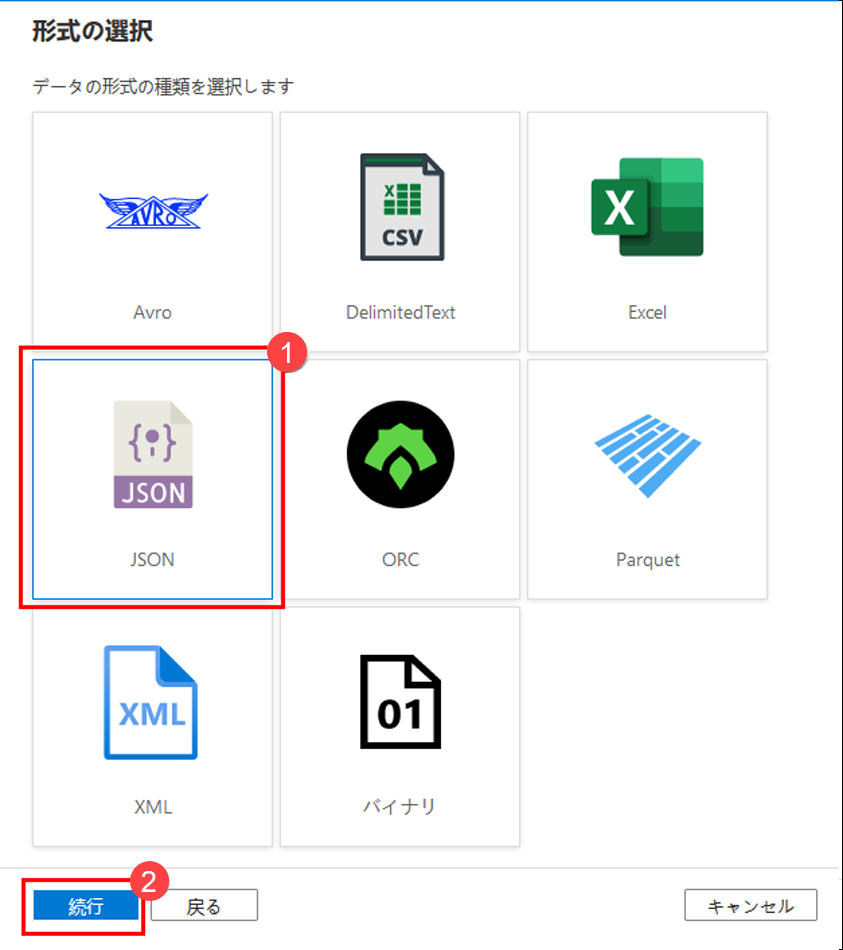 形式の選択
データの形式の種類を選択します
AVRO
X
CSV
X
Avro
DelimitedText
Excel
1
{ }
JSON
JSON
ORC
Parquet
XML
01
XML
バイナリ
2
続行
戻る
キャンセル